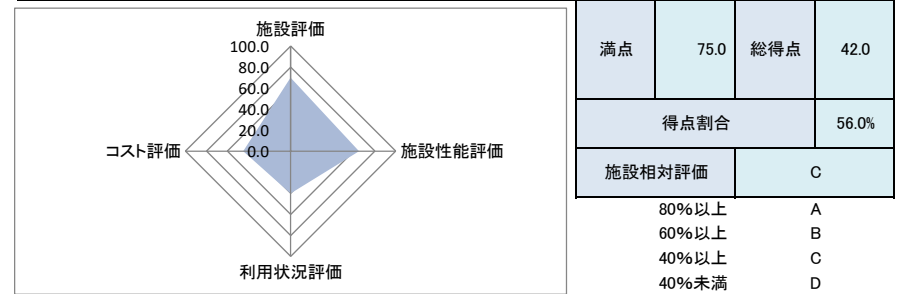 施設評価
100.0
80.0
60.0
40.0
20.0
0.0
コスト評価
施設性能評価
利用状況評価
満点 75.0 総得点 42.0
得点割合 56.0%
施設相対評価 C
80%以上 A
60%以上 B
40%以上 C
40%未満 D